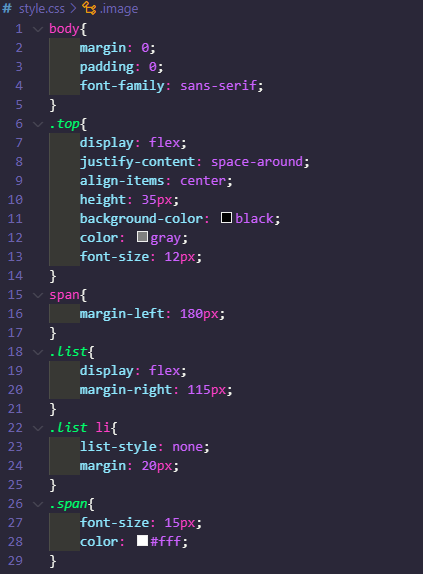 # style.css > .image
1 body{
2 margin: 0;
3 padding: 0;
4 font-family: sans-serif;
5 }
6 .top{
7 display: flex;
8 justify-content: space-around;
9 align-items: center;
10 height: 35px;
11 background-color: black;
12 color: gray;
13 font-size: 12px;
14 }
15 span{
16 margin-left: 180px;
17 }
18 .list{
19 display: flex;
20 margin-right: 115px;
21 }
22 .list li{
23 list-style: none;
24 margin: 20px;
25 }
26 .span{
27 font-size: 15px;
28 color: #fff;
29 }